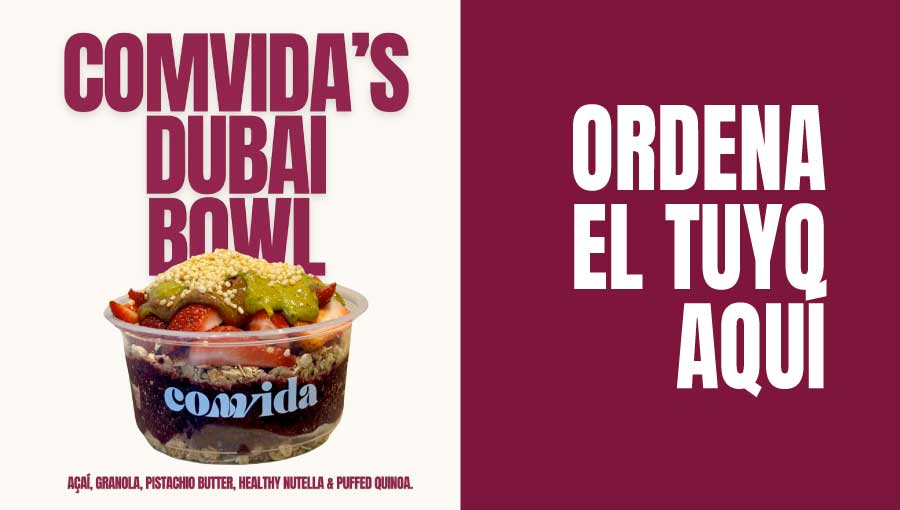 COMVIDA'S
DUBAI
BOWL
comvida
AÇAÍ, GRANOLA, PISTACHIO BUTTER, HEALTHY NUTELLA & PUFFED QUINOA.
ORDENA
EL TUYO
AQUÍ